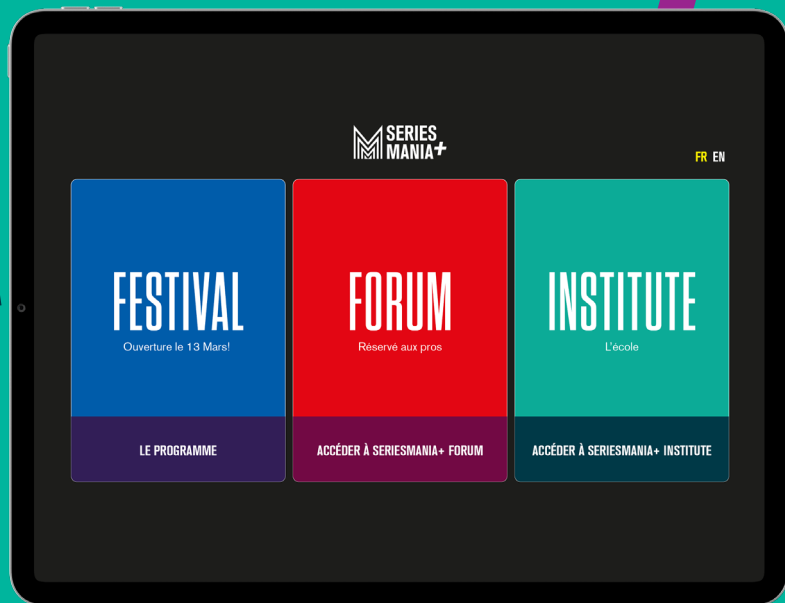 SERIES
MANIA+
FR EN
FESTIVAL
Ouverture le 13 Mars!
LE PROGRAMME
FORUM
Réservé aux pros
ACCÉDER À SERIESMANIA+ FORUM
INSTITUTE
L'école
ACCÉDER À SERIESMANIA+ INSTITUTE